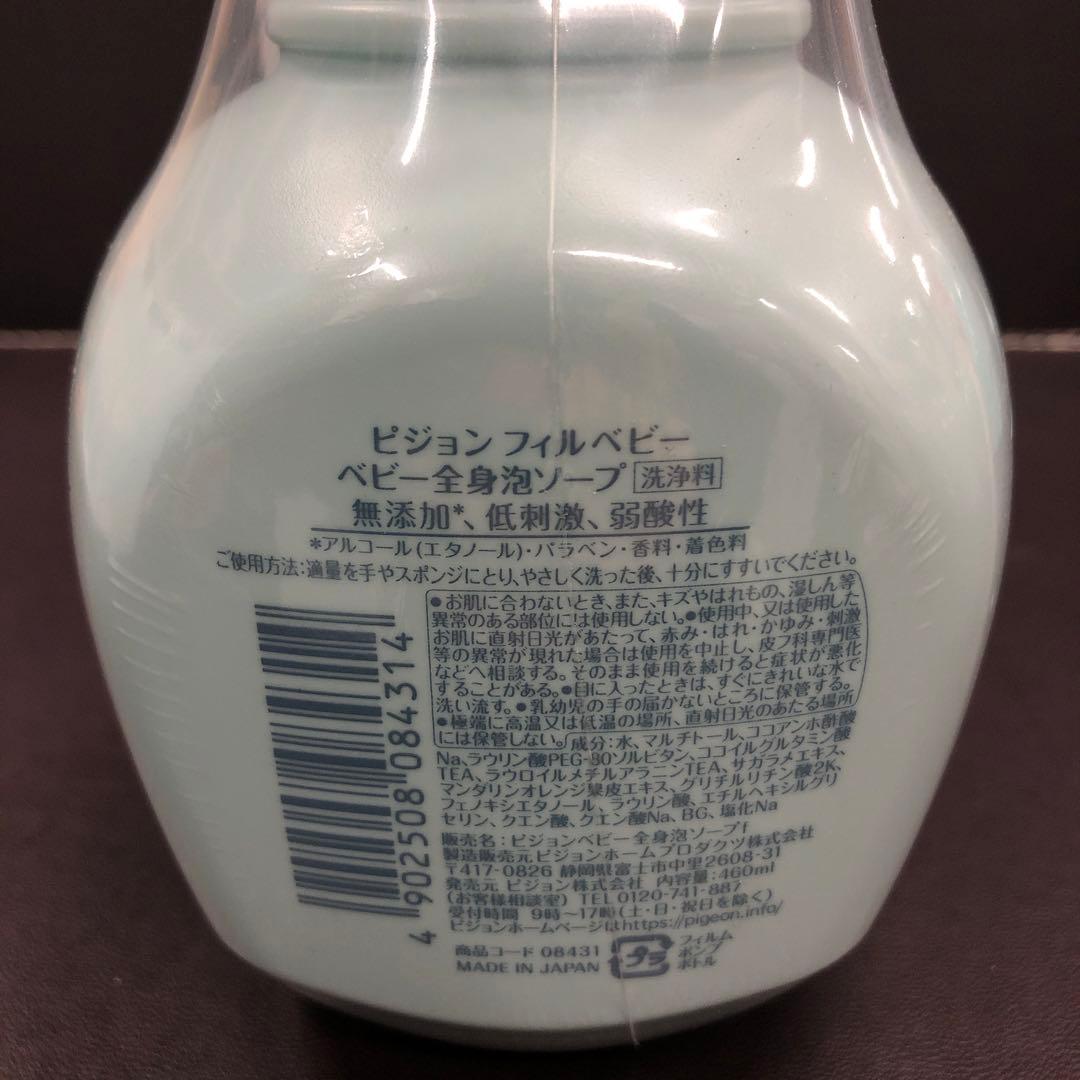 ピジョン フィルベビー
ベビー全身泡ソープ 洗浄料
無添加*、低刺激、弱酸性
*アルコール(エタノール)・パラベン・香料・着色料
ご使用方法:適量を手やスポンジにとり、やさしく洗った後、十分にすすいでください。
●お肌に合わないとき、また、キズやはれもの、湿しん等
異常のある部位には使用しない。●使用中、又は使用した
お肌に直射日光があたって、赤み・はれ・かゆみ・刺激
等の異常が現れた場合は使用を中止し、皮フ科専門医
などへ相談する。そのまま使用を続けると症状が悪化
することがある。●目に入ったときは、すぐにきれいな水で
洗い流す。●乳幼児の手の届かないところに保管する。
●極端に高温又は低温の場所、直射日光のあたる場所
には保管しない。成分:水、マルチトール、ココアンホ酢酸
Na、ラウリン酸PEG-80ソルビタン、ココイルグルタミン酸
TEA、ラウロイルメチルアラニンTEA、サガラメエキス、
マンダリンオレンジ果皮エキス、グリチルリチン酸2K、
フェノキシエタノール、ラウリン酸、エチルヘキシルグリ
セリン、クエン酸、クエン酸Na、BG、塩化Na
販売名:ピジョンベビー全身泡ソープf
製造販売元 ピジョンホームプロダクツ株式会社
〒417-0826 静岡県富士市中里2608-31
発売元 ピジョン株式会社 内容量:460ml
(お客様相談室) TEL 0120-741-887
受付時間 9時~17時(土・日・祝日を除く)
ピジョンホームページはhttps://pigeon.info/
商品コード 08431
MADE IN JAPAN
プラ
フィルム
ポンプ
ボトル
4 902508 084314